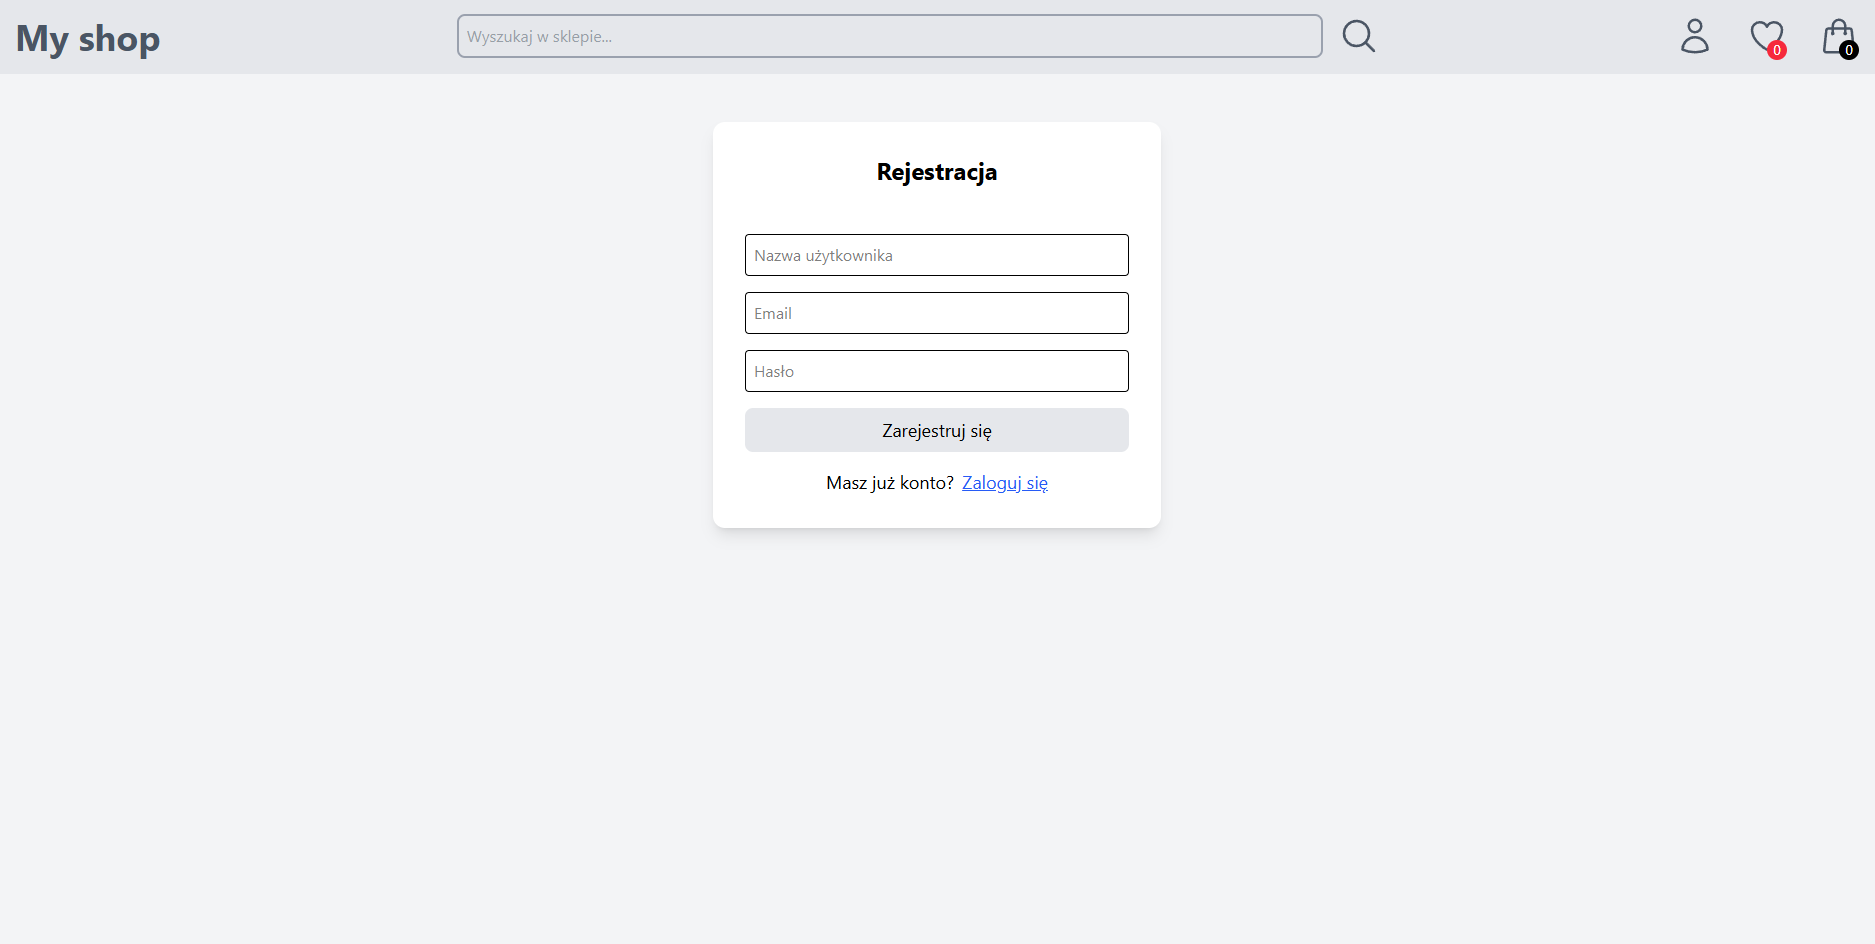 My shop
Wyszukaj w sklepie...
0
0
Rejestracja
Nazwa użytkownika
Email
Hasło
Zarejestruj się
Masz już konto? Zaloguj się